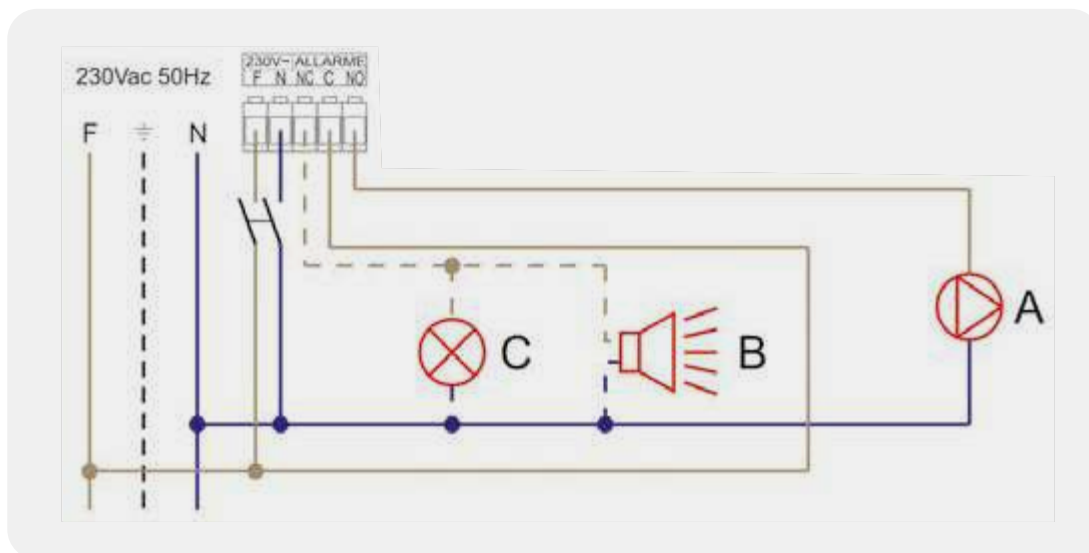 230Vac 50Hz
230V~ ALLARME
F N NC C NO
F N
C
B
A